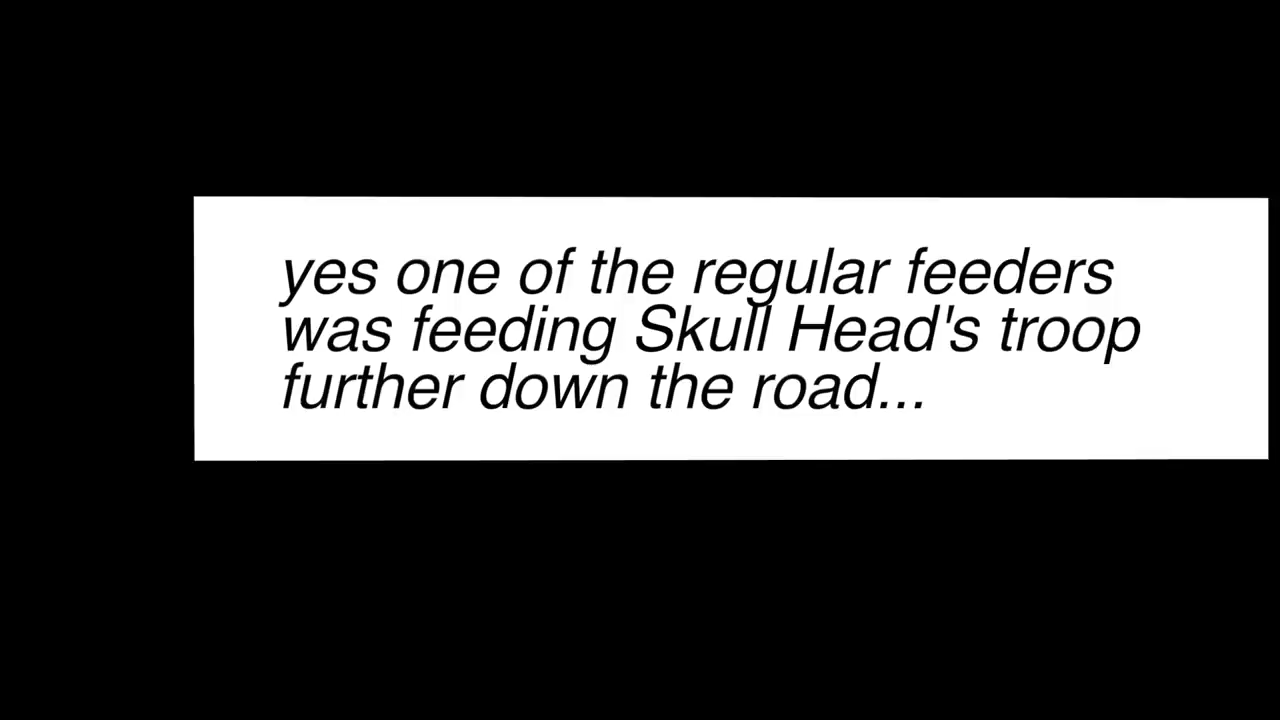 yes one of the regular feeders
was feeding Skull Head's troop
further down the road...